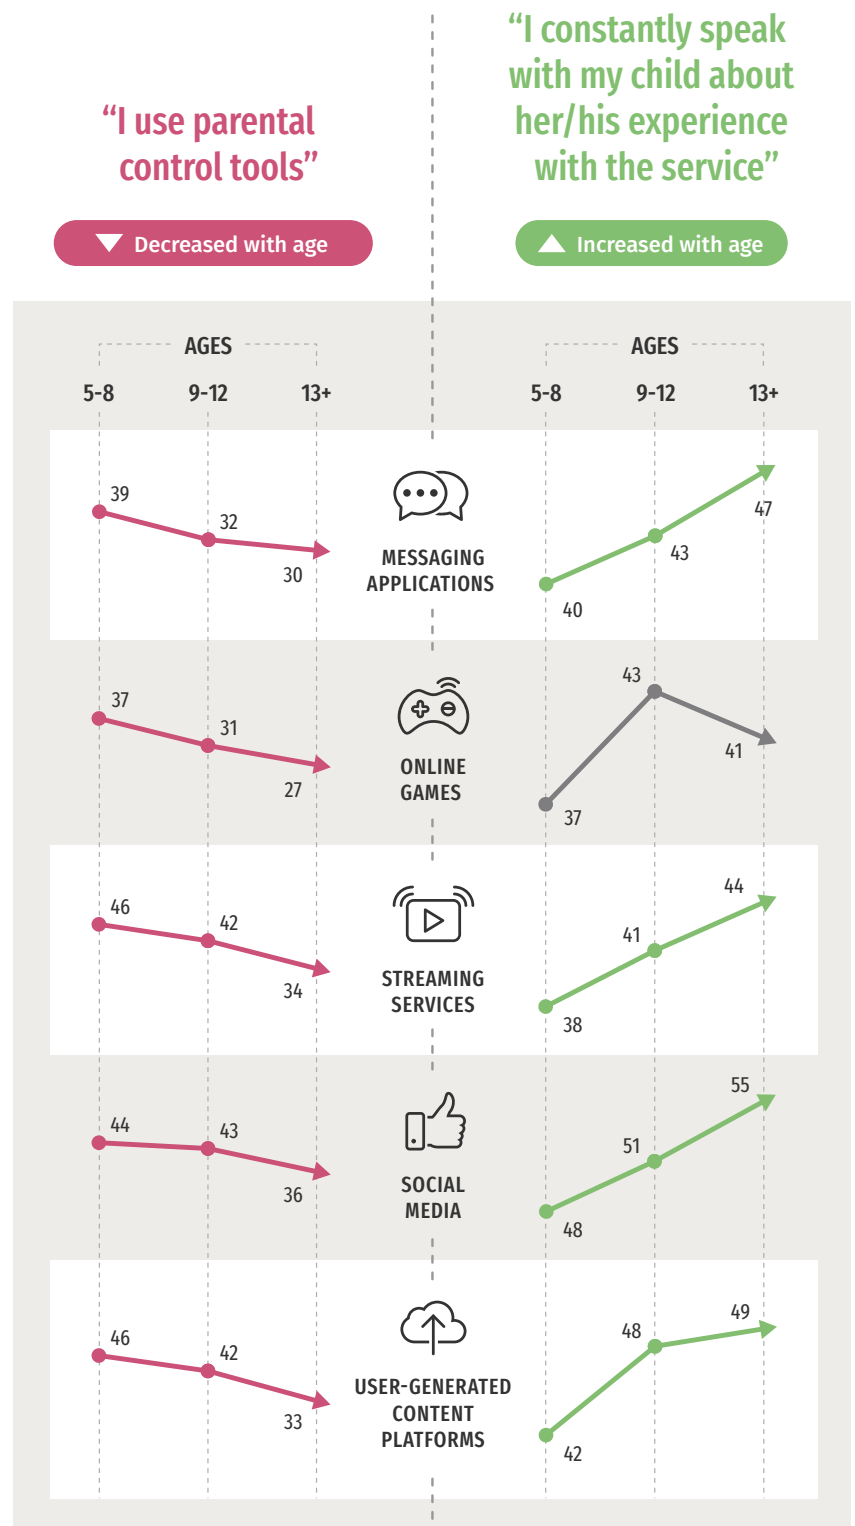 “I use parental
control tools”
Decreased with age
“I constantly speak
with my child about
her/his experience
with the service”
Increased with age
AGES
5-8 9-12 13+
AGES
5-8 9-12 13+
39
32
30
MESSAGING
APPLICATIONS
40
43
47
37
31
27
ONLINE
GAMES
37
43
41
46
42
34
STREAMING
SERVICES
38
41
44
44
43
36
SOCIAL
MEDIA
48
51
55
46
42
33
USER-GENERATED
CONTENT
PLATFORMS
42
48
49